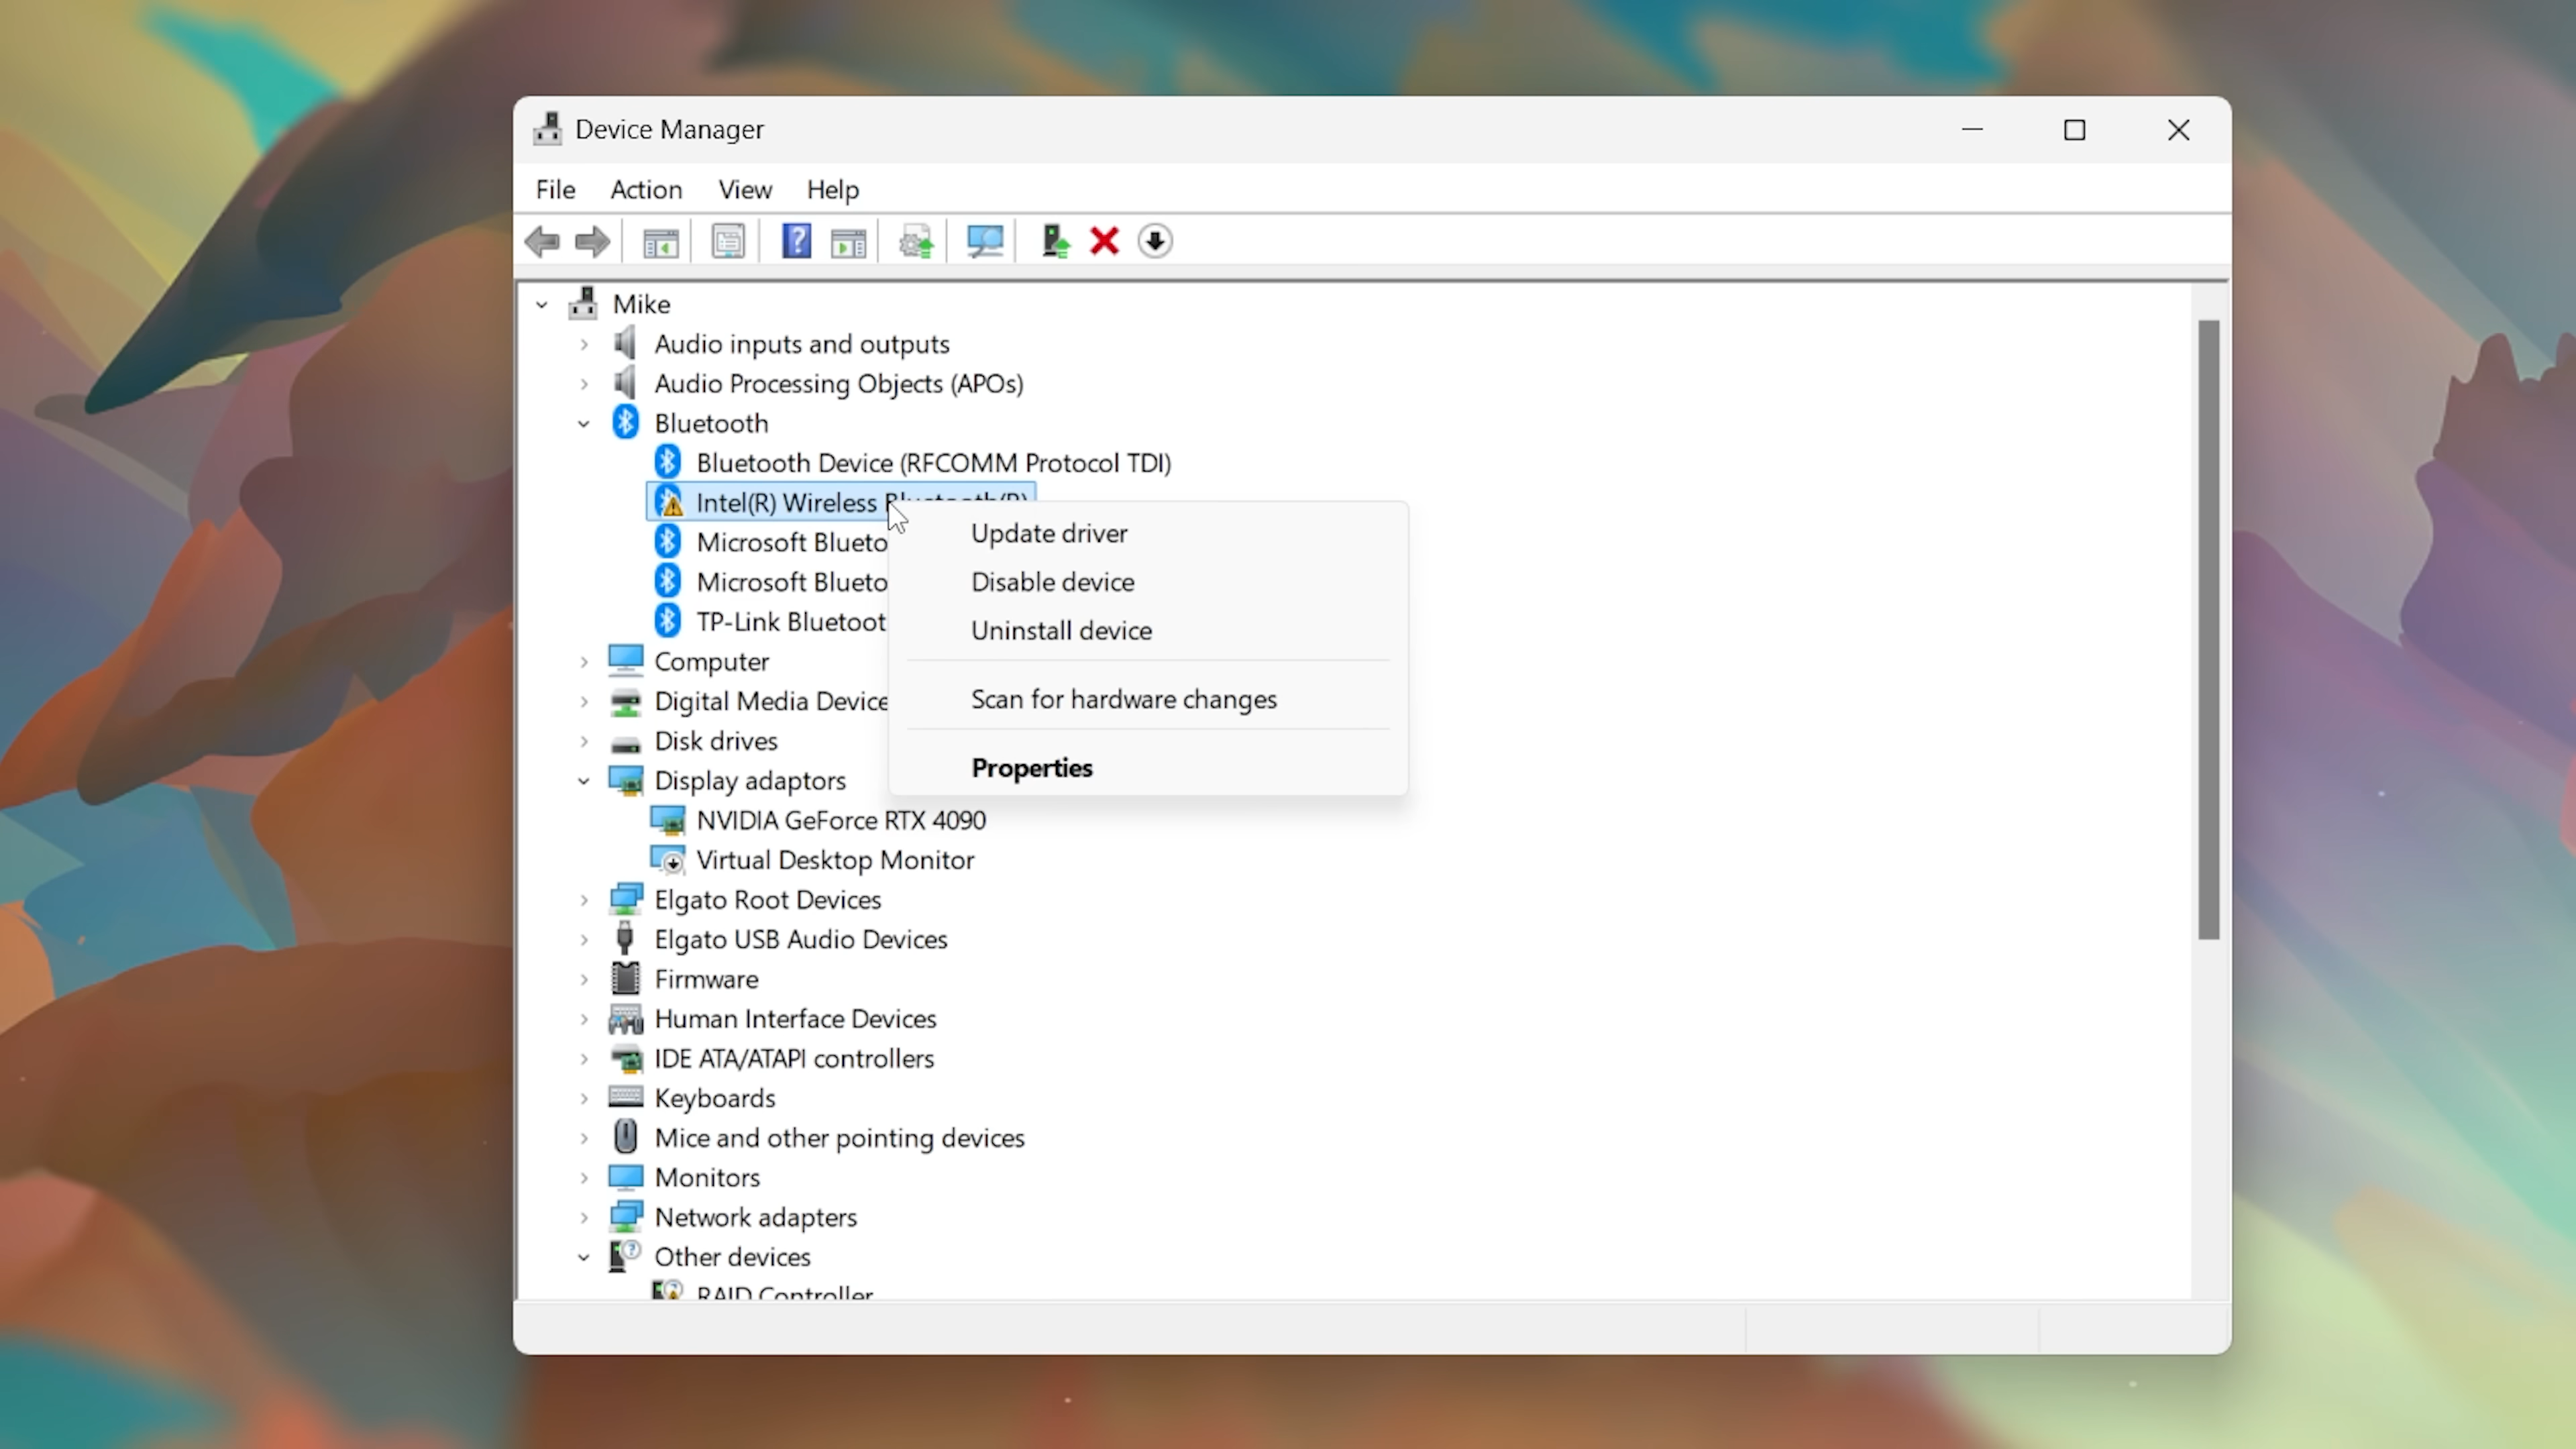 Device Manager
File Action View Help
Mike
Audio inputs and outputs
Audio Processing Objects (APOs)
Bluetooth
Bluetooth Device (RFCOMM Protocol TDI)
Intel(R) Wireless
Microsoft Blueto
Microsoft Blueto
TP-Link Bluetoot
Computer
Digital Media Device
Disk drives
Display adaptors
NVIDIA GeForce RTX 4090
Virtual Desktop Monitor
Elgato Root Devices
Elgato USB Audio Devices
Firmware
Human Interface Devices
IDE ATA/ATAPI controllers
Keyboards
Mice and other pointing devices
Monitors
Network adapters
Other devices
RAID Controller
Update driver
Disable device
Uninstall device
Scan for hardware changes
Properties